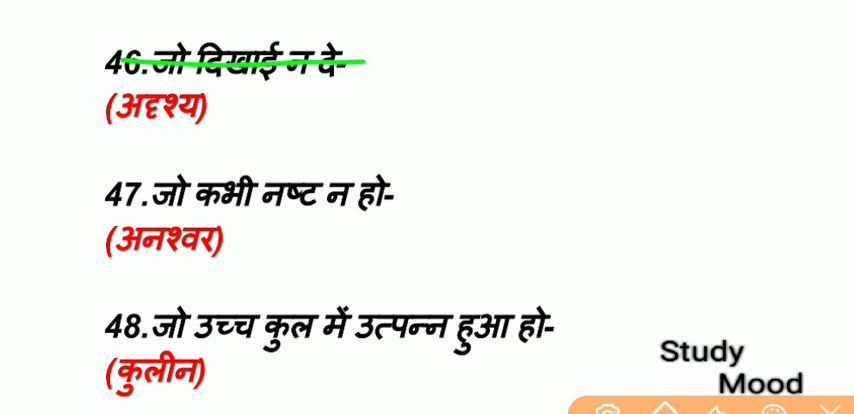 46.जो दिखाई न दे-
(अदृश्य)
47.जो कभी नष्ट न हो-
(अनश्वर)
48.जो उच्च कुल में उत्पन्न हुआ हो-
(कुलीन)
Study
Mood